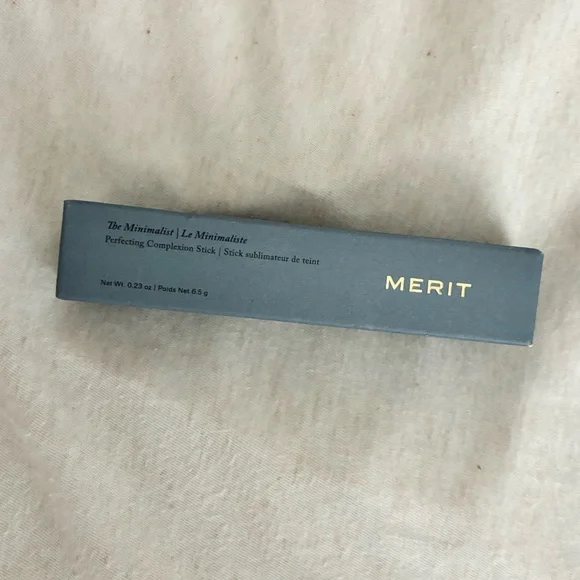 The Minimalist | Le Minimaliste
Perfecting Complexion Stick | Stick sublimateur de teint
Net Wt. 0.23 oz | Poids Net 6.5 g
MERIT